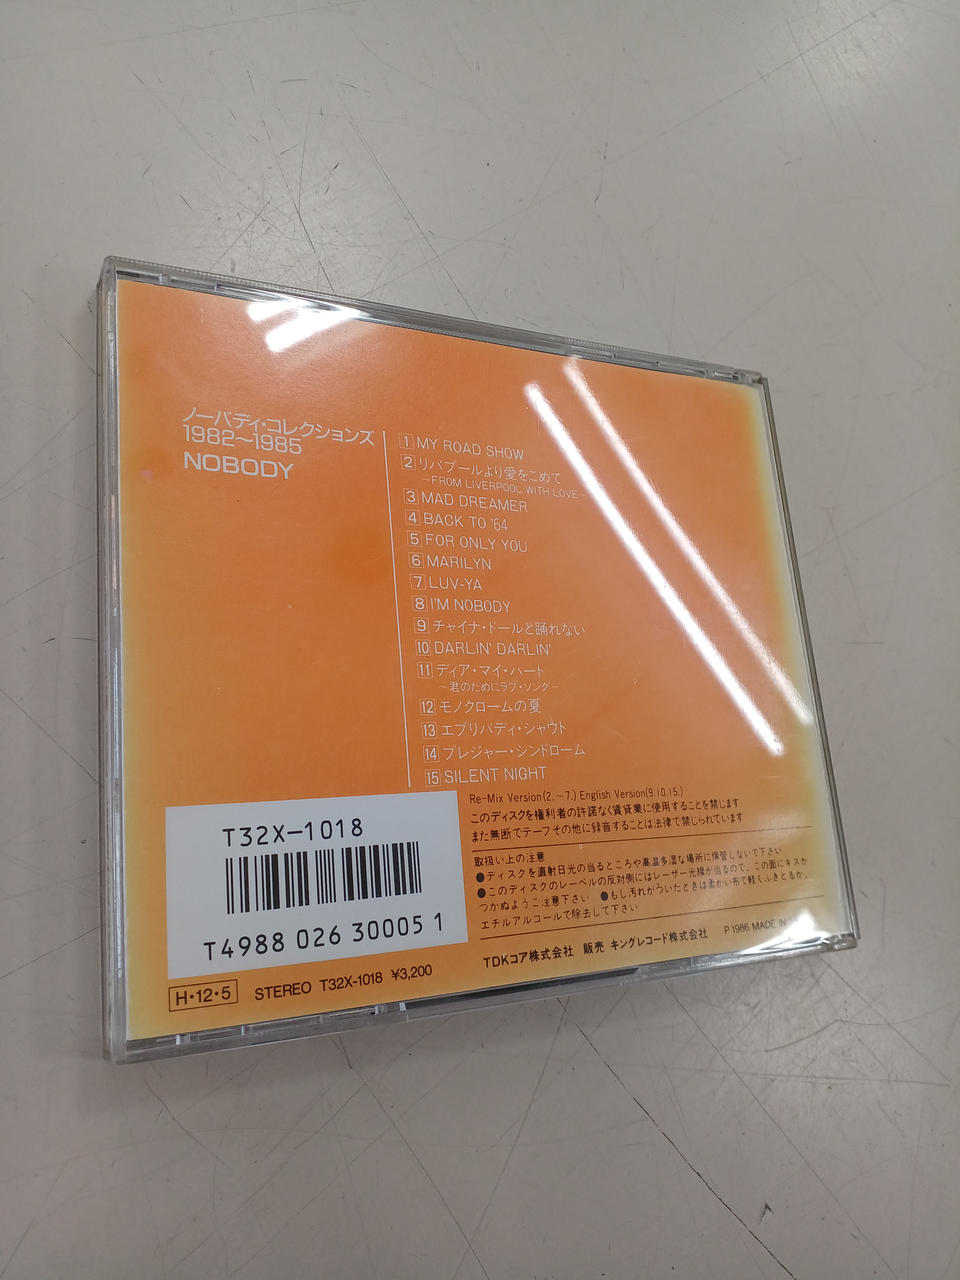 ノーバディ・コレクションズ
1982〜1985
NOBODY
1 MY ROAD SHOW
2 リバプールより愛をこめて
〜FROM LIVERPOOL WITH LOVE〜
3 MAD DREAMER
4 BACK TO '64
5 FOR ONLY YOU
6 MARILYN
7 LUV-YA
8 I'M NOBODY
9 チャイナ・ドールと踊れない
10 DARLIN' DARLIN'
11 ディア・マイ・ハート
〜君のためにラブ・ソング〜
12 モノクロームの夏
13 エブリバディ・シャウト
14 プレジャー・シンドローム
15 SILENT NIGHT
Re-Mix Version(2.〜7.) English Version(9.10.15.)
このディスクを権利者の許諾なく賃貸業に使用することを禁じます
また無断でテープその他に録音することは法律で禁じられています
取扱い上の注意
●ディスクを直射日光の当るところや高温多湿な場所に保管しないで下さい
●このディスクのレーベルの反対側にはレーザー光線が当るので、この面にキズか
つかぬようご注意下さい ●もし汚れがついたときは柔かい布で軽くふきとるか、
エチルアルコールで除去して下さい
TDKコア株式会社 販売 キングレコード株式会社 P 1986 MADE IN
T32X-1018
T4988 026 30005 1
H・12・5 STEREO T32X-1018 ¥3,200